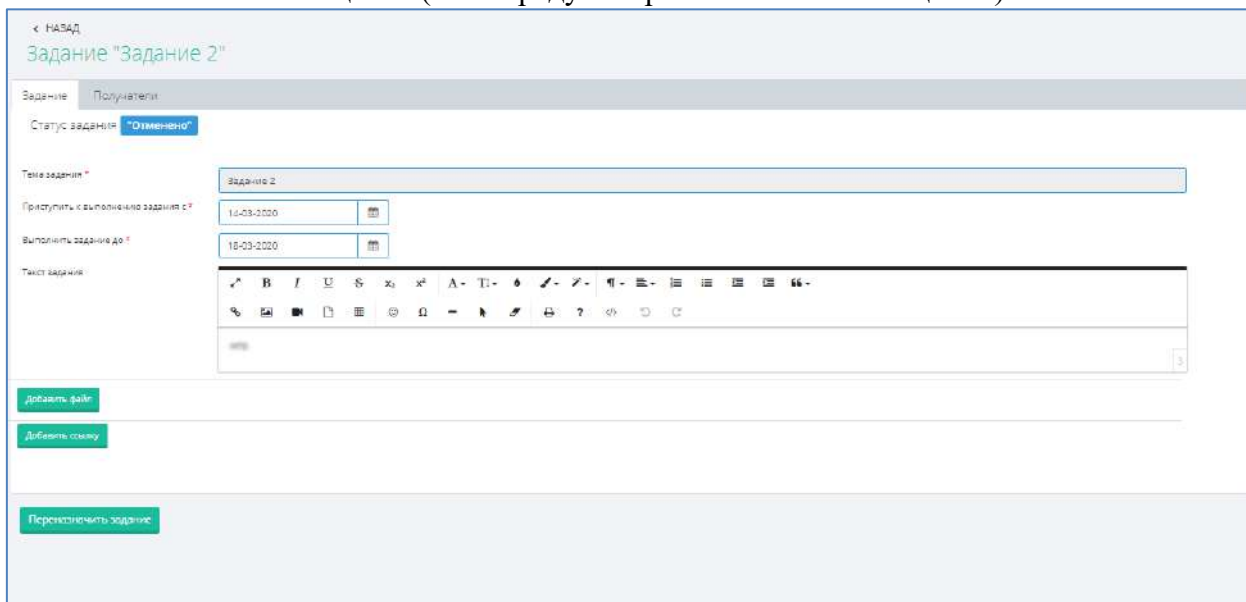 < НАЗАД
Задание "Задание 2"
Задание Получатели
Статус задания "Отменено"
Тема задания *
Задание 2
Приступить к выполнению задания с *
14-03-2020
Выполнить задание до *
18-03-2020
Текст задания
3
Добавить файл
Добавить ссылку
Переназначить задание